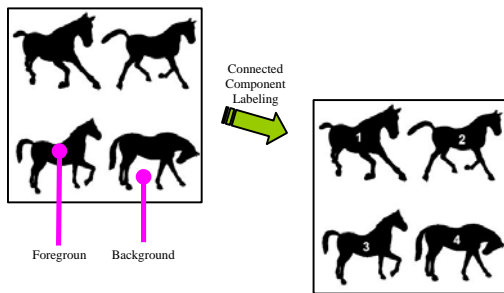 Connected
Component
Labeling
1
2
3
4
Foregroun
Background